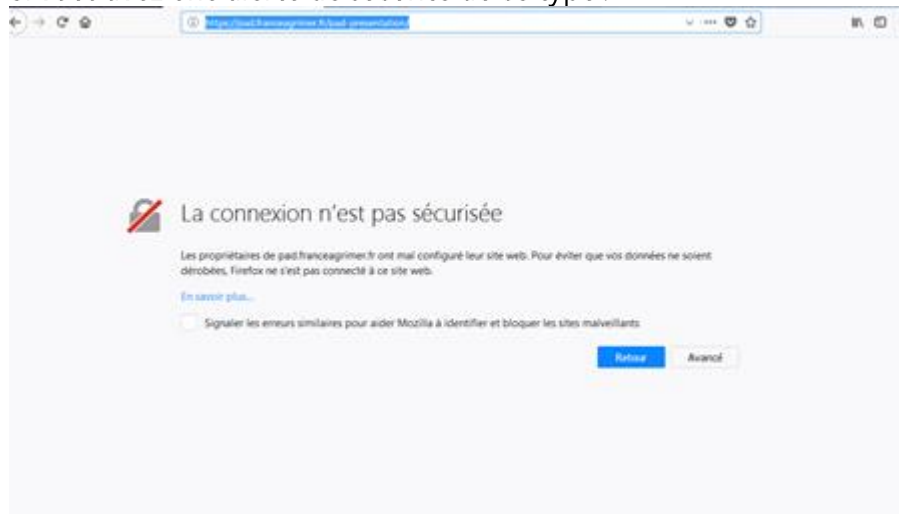 https://pad.franceagrimer.fr/pad-presentation/
La connexion n'est pas sécurisée
Les propriétaires de pad.franceagrimer.fr ont mal configuré leur site web. Pour éviter que vos données ne soient
dérobées, Firefox ne s'est pas connecté à ce site web.
En savoir plus...
Signaler les erreurs similaires pour aider Mozilla à identifier et bloquer les sites malveillants
Retour Avancé